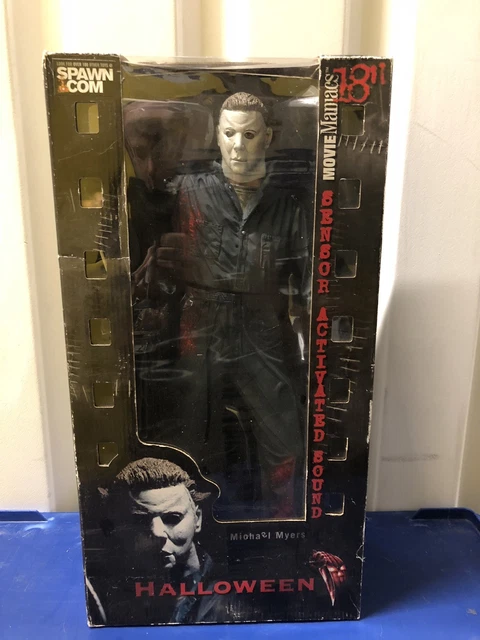 SPAWN
.COM
MOVIE Maniacs
18"
SENSOR ACTIVATED SOUND
Michael Myers
HALLOWEEN